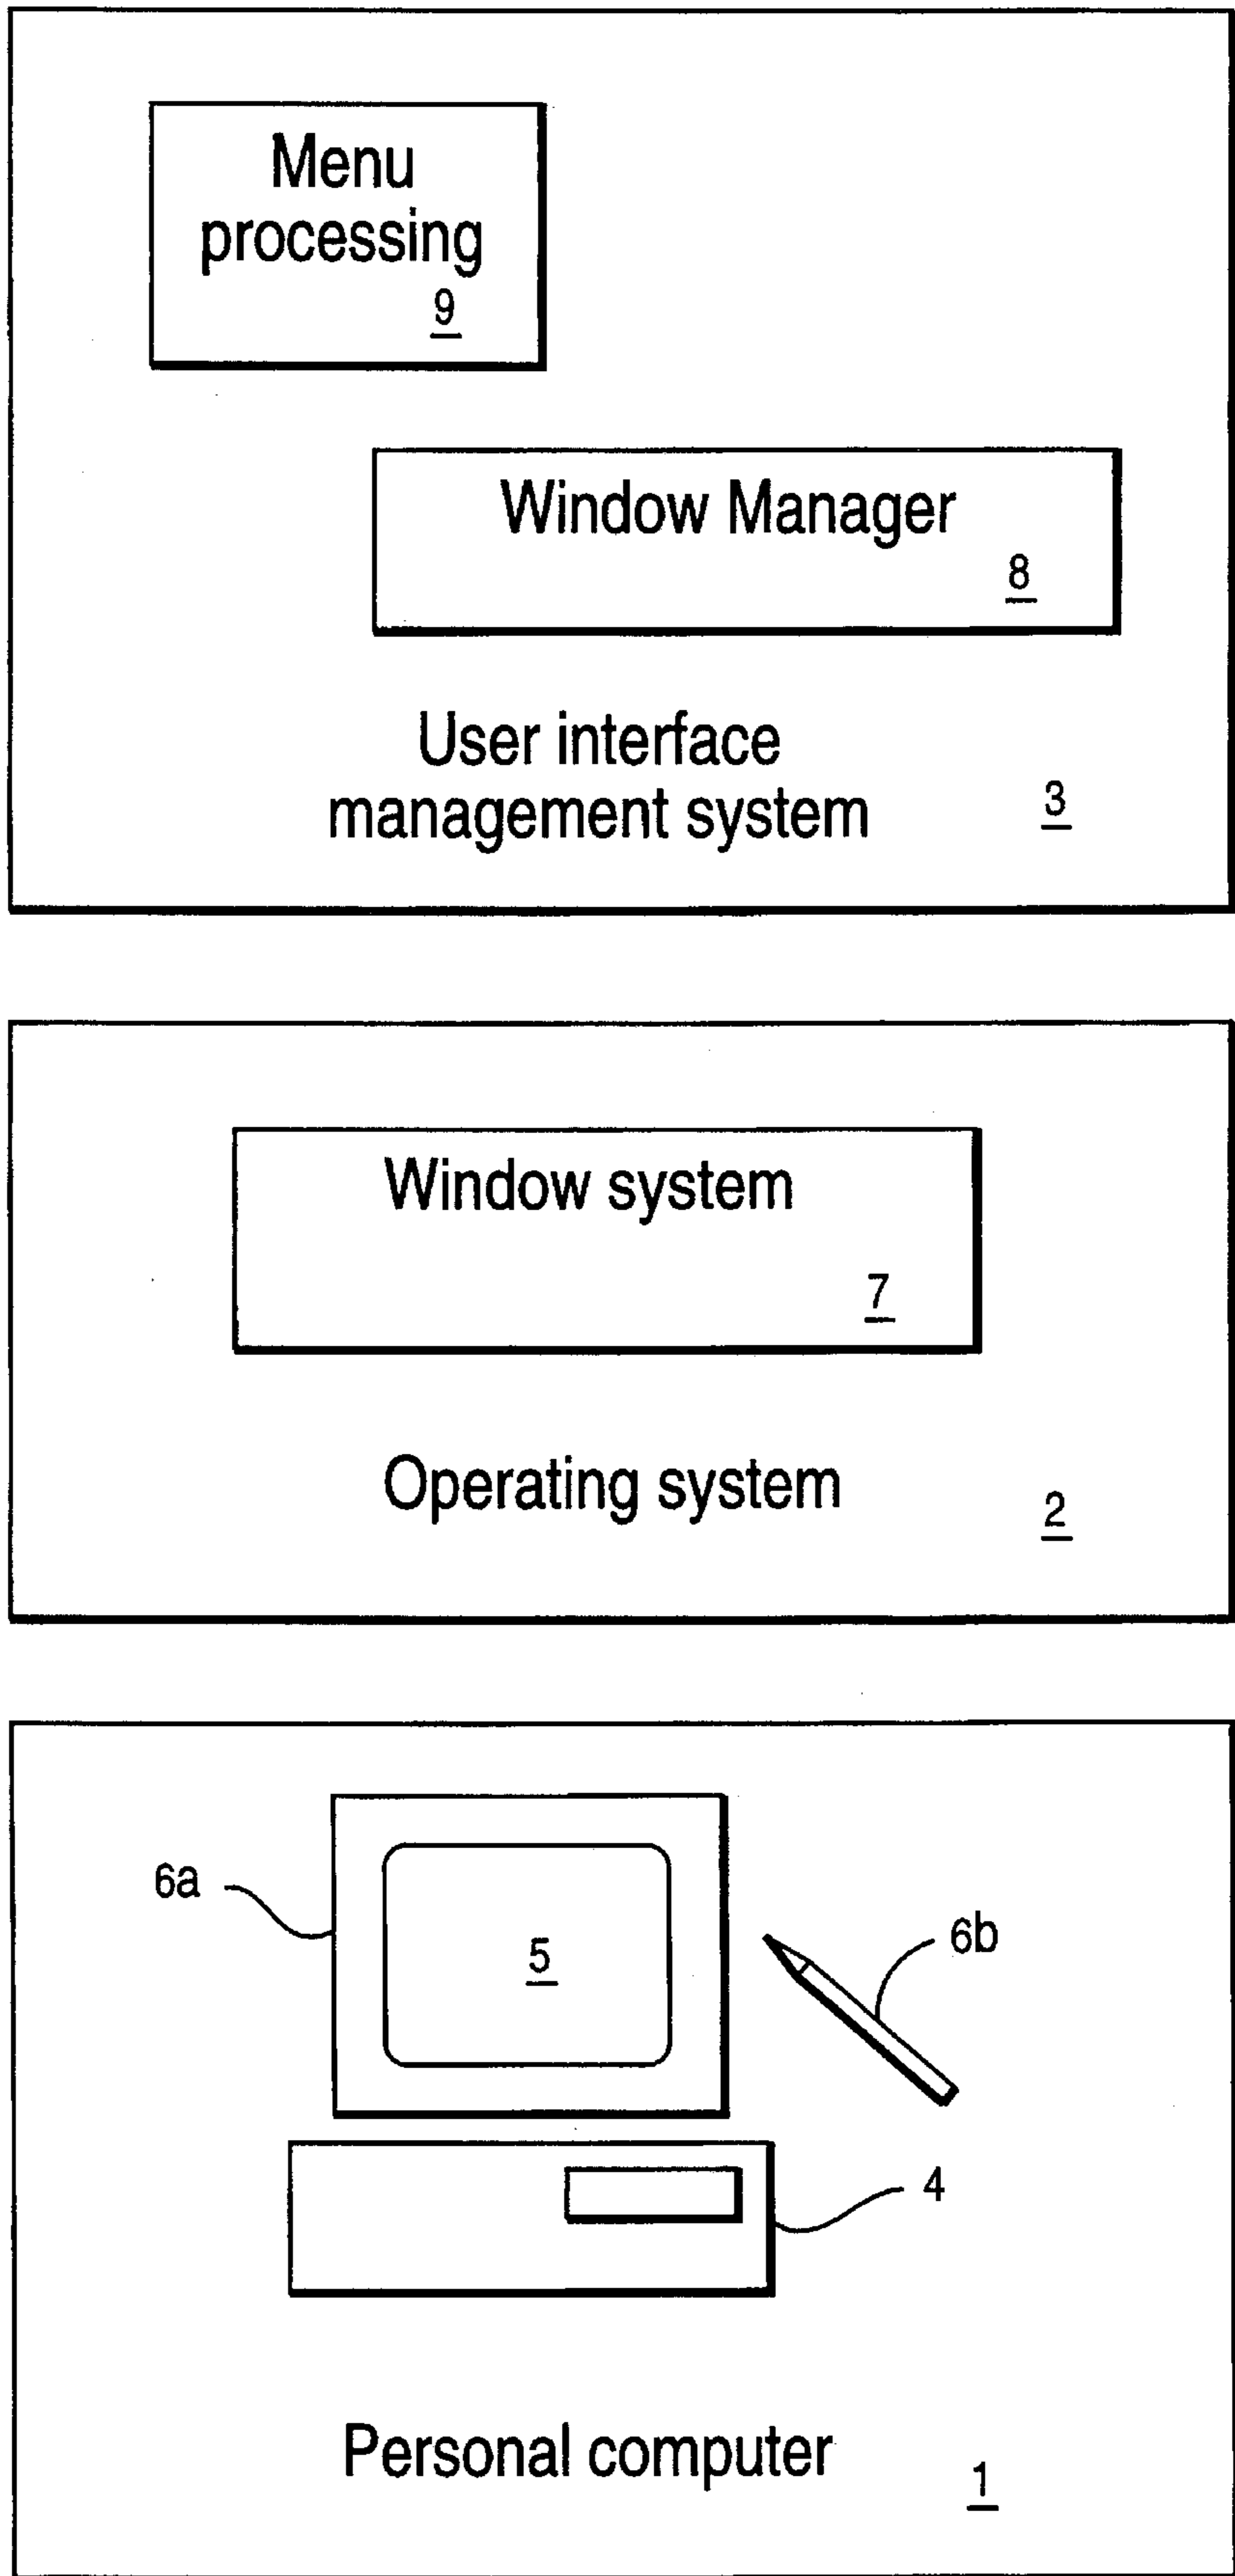 Menu
processing
9
Window Manager
8
User interface
management system
3
Window system
7
Operating system
2
6a
5
6b
4
Personal computer
1